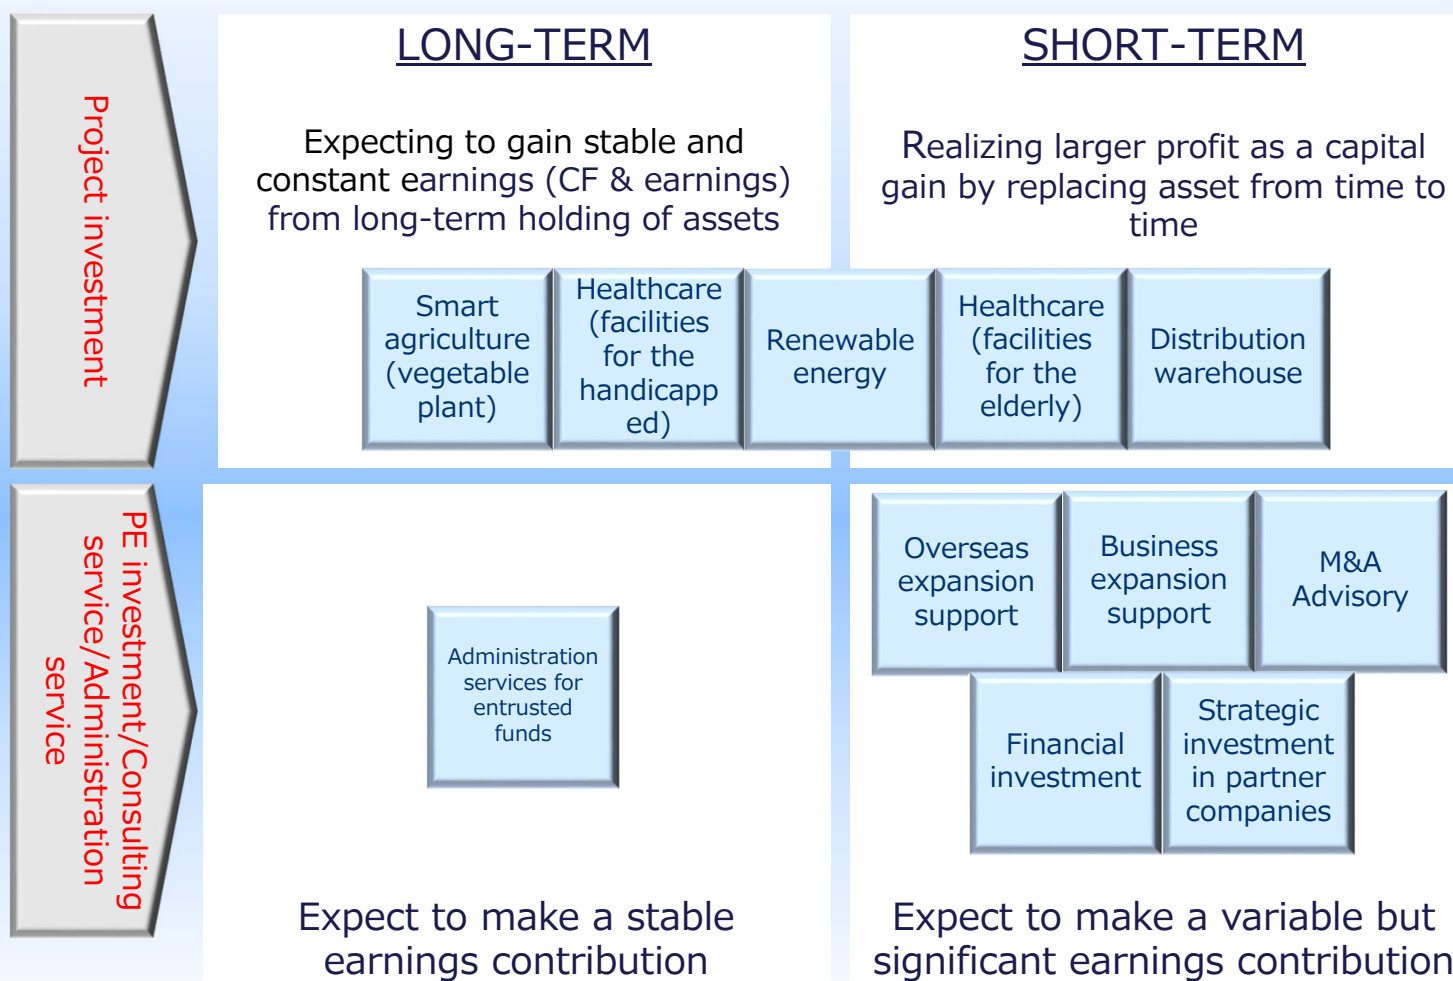 Project investment
LONG-TERM
Expecting to gain stable and
constant earnings (CF & earnings)
from long-term holding of assets
SHORT-TERM
Realizing larger profit as a capital
gain by replacing asset from time to
time
Smart
agriculture
(vegetable
plant)
Healthcare
(facilities
for the
handicapp
ed)
Renewable
energy
Healthcare
(facilities
for the
elderly)
Distribution
warehouse
PE investment/Consulting
service/Administration
service
Administration
services for
entrusted
funds
Expect to make a stable
earnings contribution
Overseas
expansion
support
Business
expansion
support
M&A
Advisory
Financial
investment
Strategic
investment
in partner
companies
Expect to make a variable but
significant earnings contribution